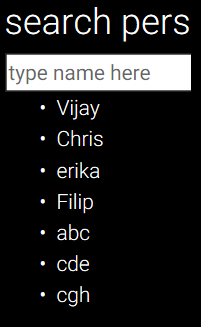 search pers
type name here
• Vijay
• Chris
• erika
• Filip
• abc
• cde
• cgh